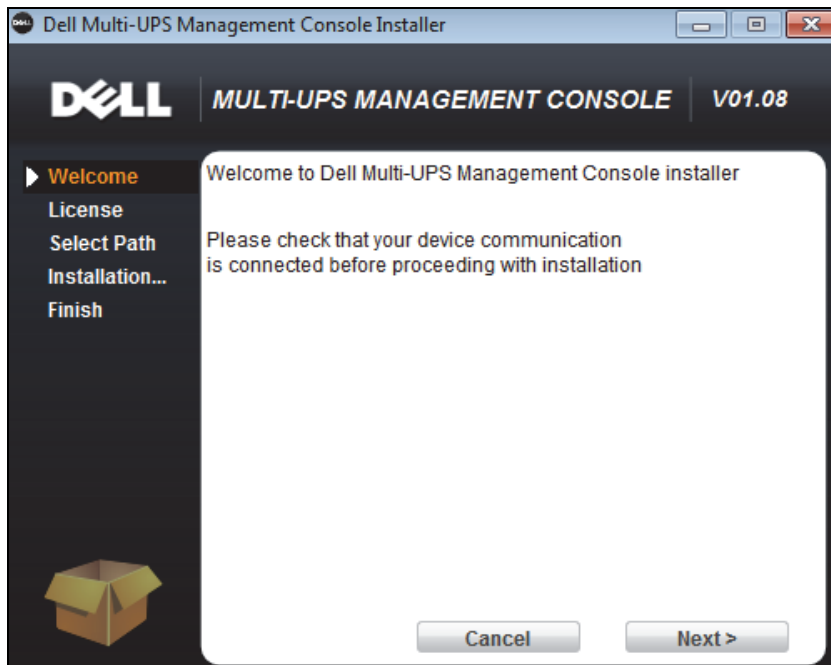 Dell Multi-UPS Management Console Installer
DELL MULTI-UPS MANAGEMENT CONSOLE V01.08
Welcome
License
Select Path
Installation...
Finish
Welcome to Dell Multi-UPS Management Console installer
Please check that your device communication
is connected before proceeding with installation
Cancel Next >